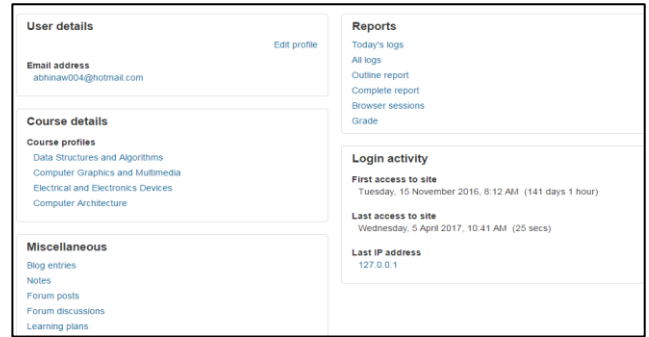 User details
Edit profile
Email address
abhinaw004@hotmail.com
Course details
Course profiles
Data Structures and Algorithms
Computer Graphics and Multimedia
Electrical and Electronics Devices
Computer Architecture
Miscellaneous
Blog entries
Notes
Forum posts
Forum discussions
Learning plans
Reports
Today's logs
All logs
Outline report
Complete report
Browser sessions
Grade
Login activity
First access to site
Tuesday, 15 November 2016, 8:12 AM (141 days 1 hour)
Last access to site
Wednesday, 5 April 2017, 10:41 AM (25 secs)
Last IP address
127.0.0.1